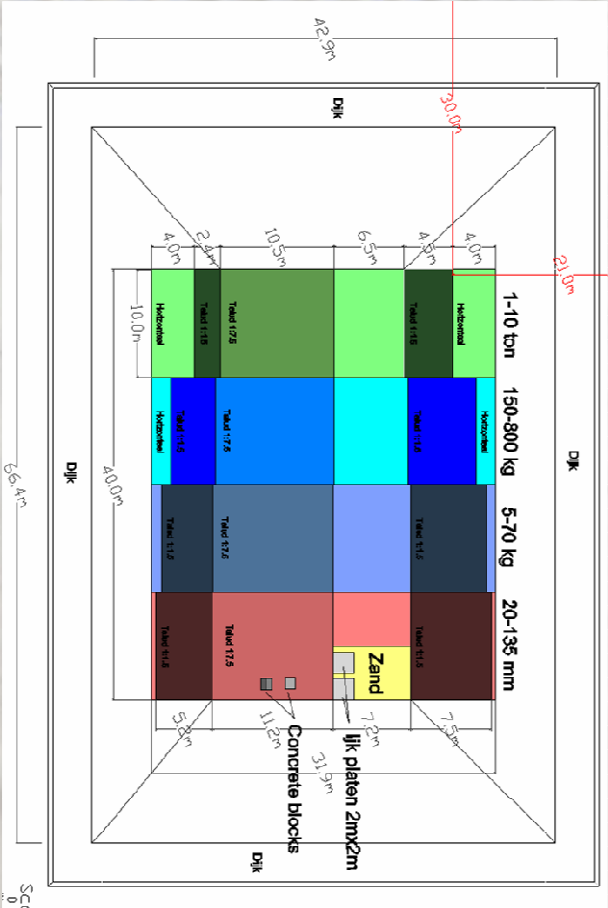 42.9m
30.0m
Dijk
4.0m
2.4m
10.5m
6.5m
4.5m
4.0m
21.0m
10.0m
Horizontaal
Talud 1:1.5
Talud 1:7.5
Talud 1:1.5
Horizontaal
1-10 ton
Horizontaal
Talud 1:1.5
Talud 1:7.5
Talud 1:1.5
Horizontaal
150-800 kg
Dijk
Dijk
66.4m
40.0m
Talud 1:1.5
Talud 1:7.5
Talud 1:1.5
5-70 kg
Talud 1:1.5
Talud 1:7.5
Zand
Talud 1:1.5
20-135 mm
5.2m
11.2m
7.2m
7.5m
31.9m
Concrete blocks
Ijk platen 2mx2m
Dijk